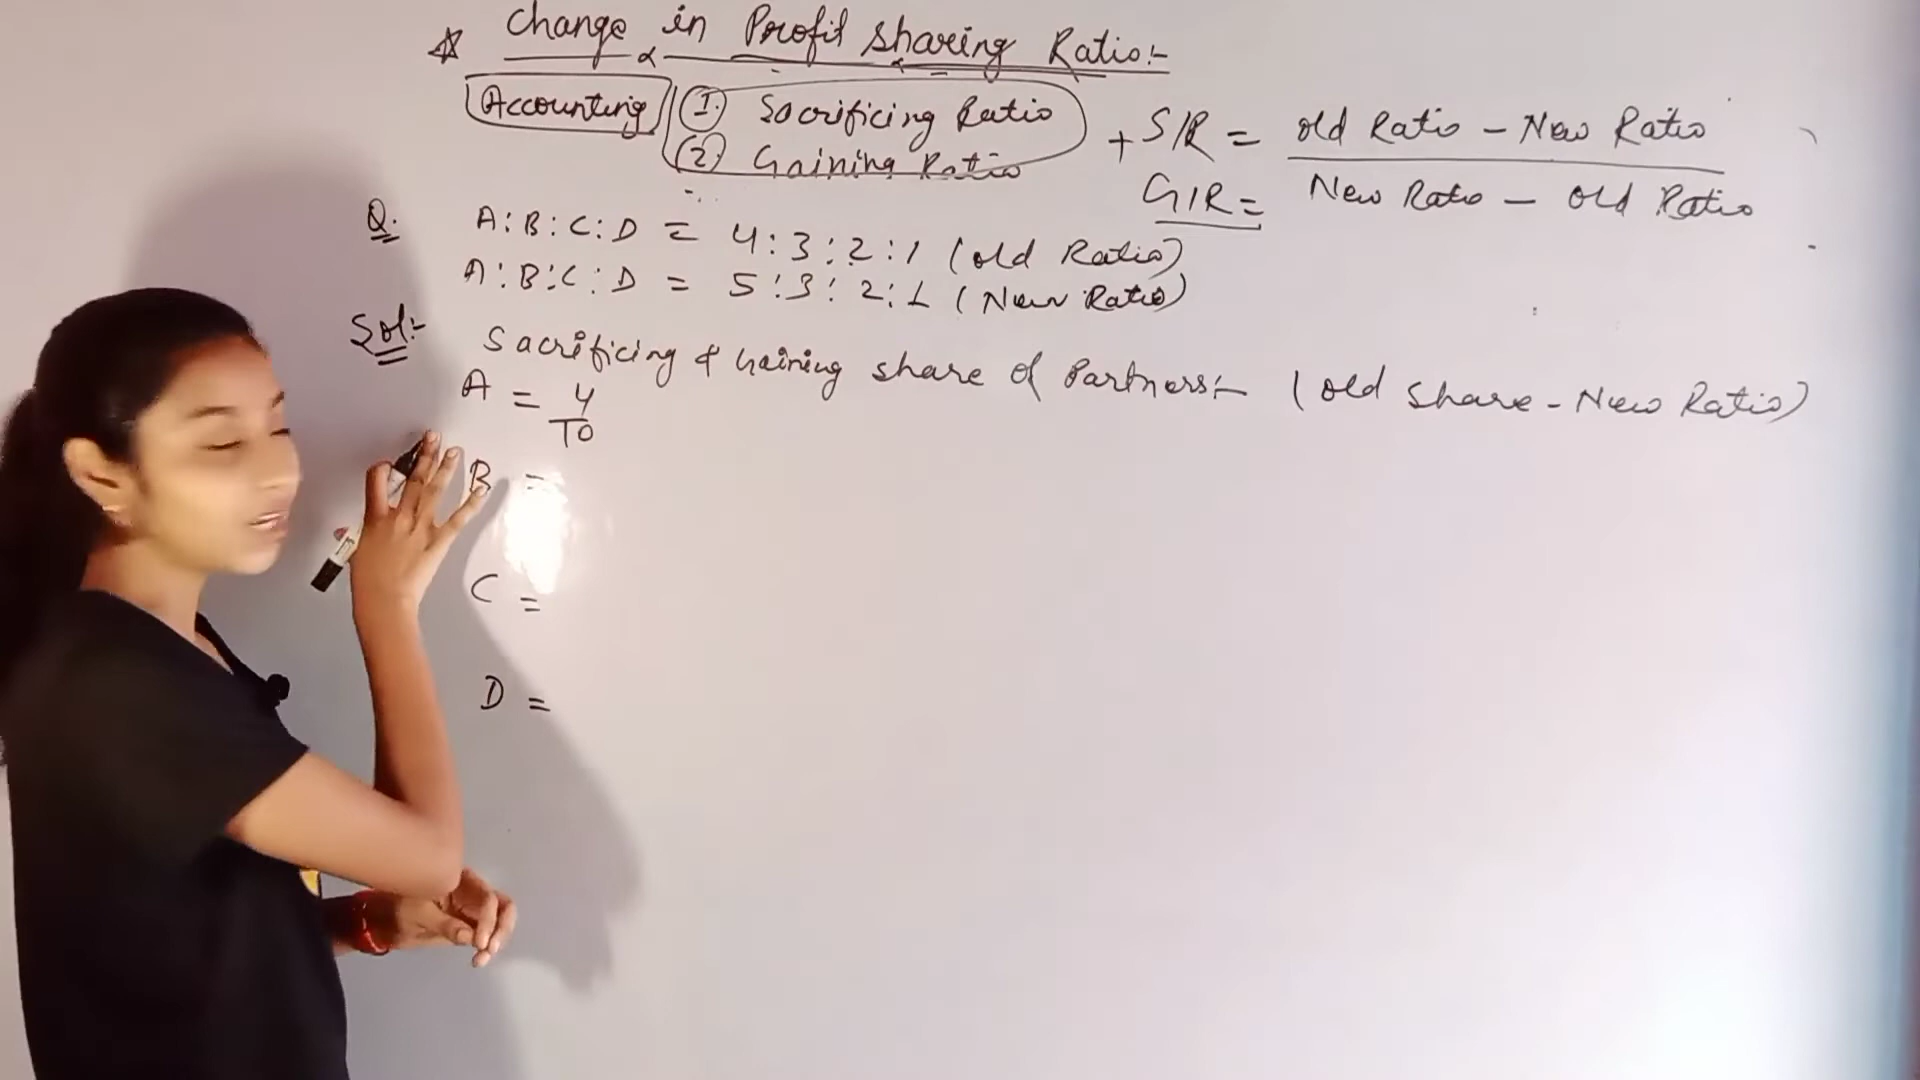 Change in Profit Sharing Ratio:-
Accounting
(1.) Sacrificing Ratio
(2) Gaining Ratio
+ S/R = old Ratio - New Ratio
G/R = New Ratio - old Ratio
Q. A:B:C:D = 4:3:2:1 (old Ratio)
A:B:C:D = 5:3:2:1 (New Ratio)
Sol:- Sacrificing & Gaining share of Partners:- (old Share - New Ratio)
A = 4/10
B =
C =
D =